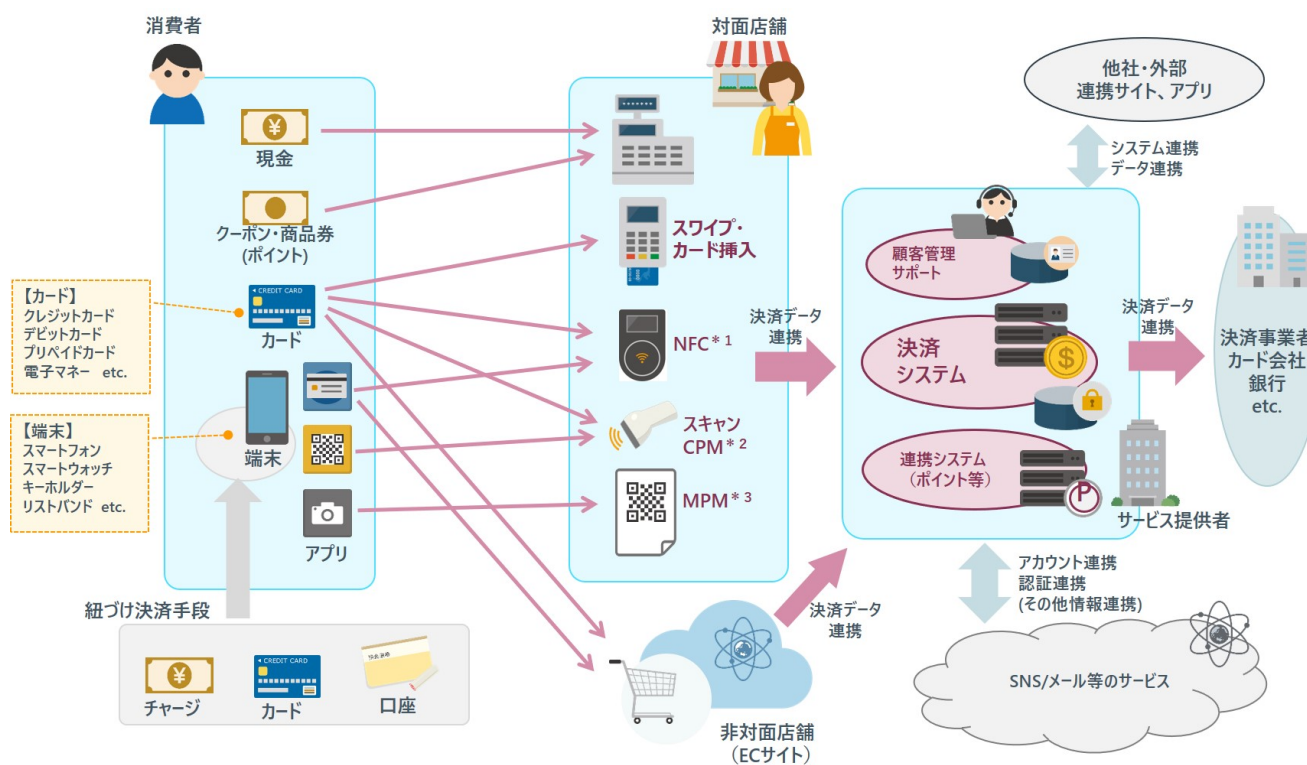 消費者
対面店舗
現金
クーポン・商品券
(ポイント)
CREDIT CARD
カード
【カード】
クレジットカード
デビットカード
プリペイドカード
電子マネー etc.
【端末】
スマートフォン
スマートウォッチ
キーホルダー
リストバンド etc.
端末
アプリ
紐づけ決済手段
チャージ
CREDIT CARD
カード
口座
スワイプ・
カード挿入
NFC＊1
スキャン
CPM＊2
MPM＊3
非対面店舗
（ECサイト）
決済データ
連携
決済データ
連携
他社・外部
連携サイト、アプリ
システム連携
データ連携
顧客管理
サポート
決済
システム
連携システム
（ポイント等）
P
サービス提供者
決済データ
連携
決済事業者
カード会社
銀行
etc.
アカウント連携
認証連携
(その他情報連携)
SNS/メール等のサービス